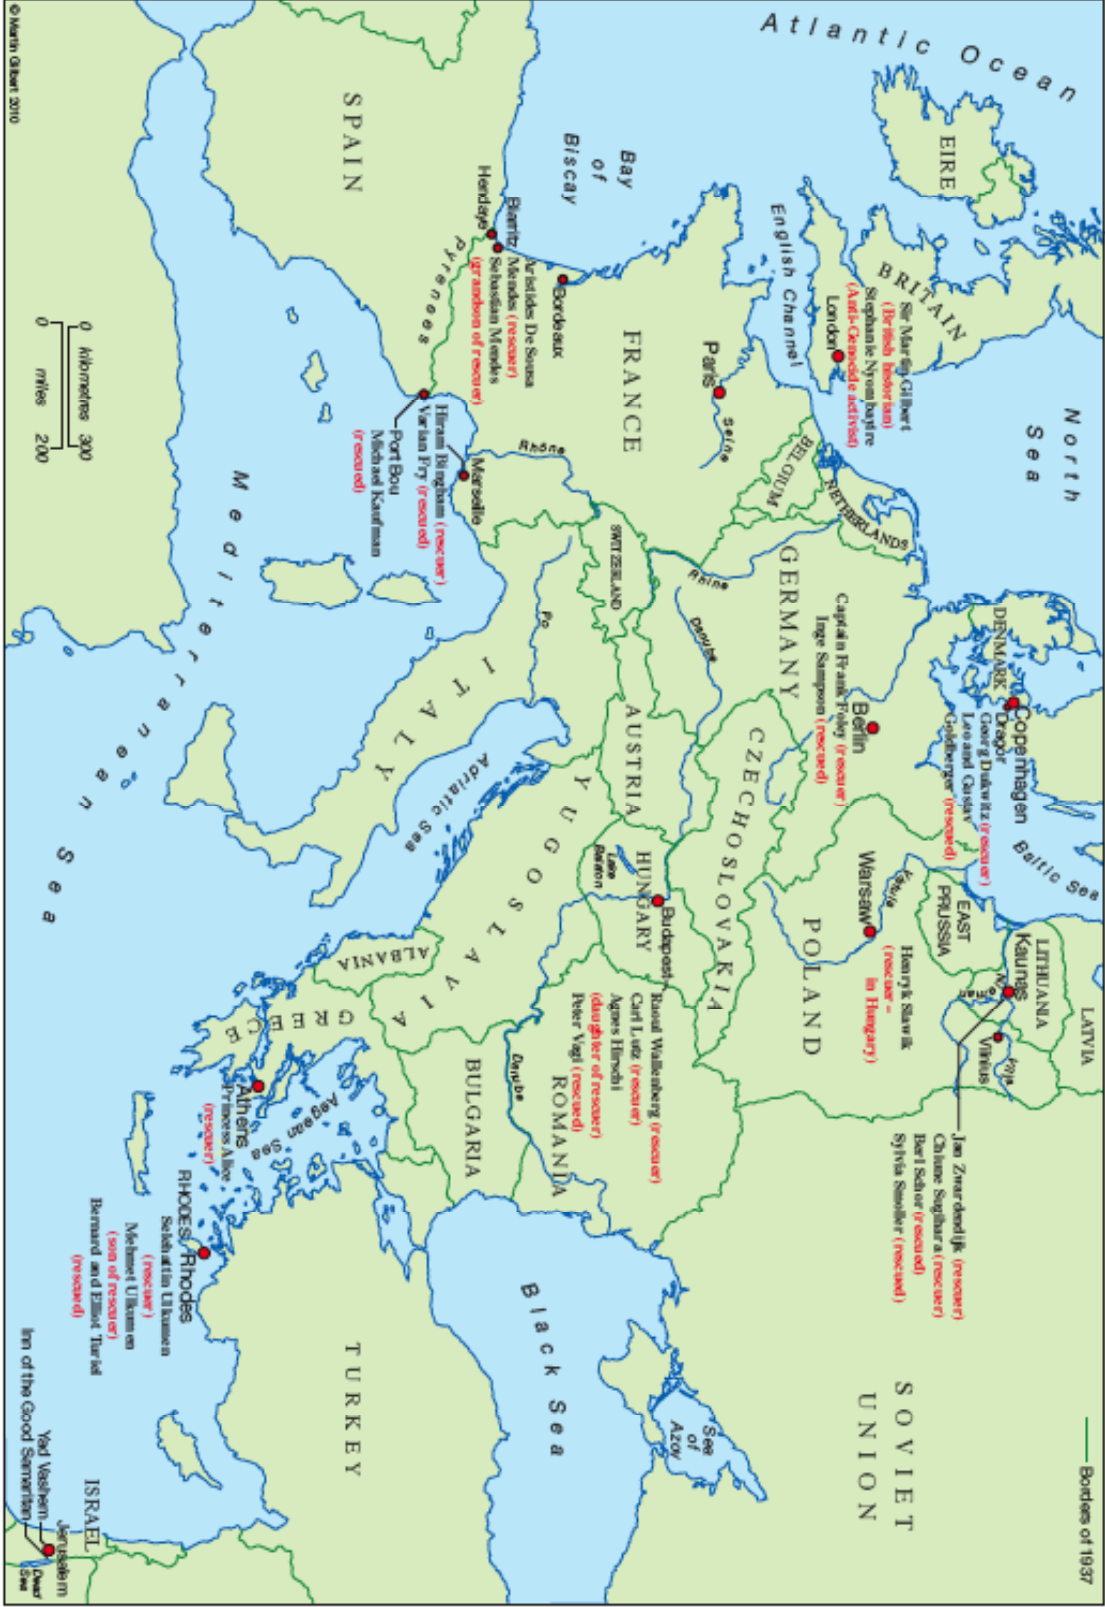 Atlantic Ocean
North
Sea
Borders of 1937
EIRE
BRITAIN
Sir Martin Gilbert
(British historian)
Stephanie Nyombayire
(Anti-Genocide activist)
London
English Channel
Bay
of
Biscay
NETHERLANDS
BELGIUM
DENMARK
Copenhagen
Dragor
Georg Dukwitz (rescuer)
Leo and Gustav
Goldberger (rescued)
Baltic Sea
LATVIA
LITHUANIA
Kaunas
Vilnius
EAST
PRUSSIA
Jan Zwardendijk (rescuer)
Chiune Sugihara (rescuer)
Ber Schor (rescued)
Sylvia Smoller (rescued)
SOVIET
UNION
GERMANY
Berlin
Captain Frank Foley (rescuer)
Inge Sampson (rescued)
Warsaw
Henryk Slawik
(rescuer –
in Hungary)
POLAND
Paris
Seine
FRANCE
Rhine
Danube
CZECHOSLOVAKIA
SWITZERLAND
AUSTRIA
HUNGARY
Lake
Balaton
Budapest
Raoul Wallenberg (rescuer)
Carl Lutz (rescuer)
Agnes Hirschi
(daughter of rescuer)
Peter Vagi (rescued)
ROMANIA
Sea
of
Azov
Bordeaux
Aristides De Sousa
Mendes (rescuer)
Sebastian Mendes
(grandson of rescuer)
Biarritz
Hendaye
Pyrenees
Rhône
Po
YUGOSLAVIA
Danube
Black Sea
Marseille
Hiram Bingham (rescuer)
Varian Fry (rescued)
Port Bou
Michael Kaufman
(rescued)
ITALY
Adriatic Sea
BULGARIA
SPAIN
ALBANIA
GREECE
Aegean
Sea
TURKEY
Athens
Princess Alice
(rescuer)
Mediterranean Sea
RHODES
Rhodes
Selehattin Ulkumen
(rescuer)
Mehmet Ulkumen
(son of rescuer)
Bernard and Elliot Turiel
(rescued)
0 kilometres 300
0 miles 200
ISRAEL
Jerusalem
Yad Vashem
Inn of the Good Samaritan
Dead
Sea
© Martin Gilbert 2010